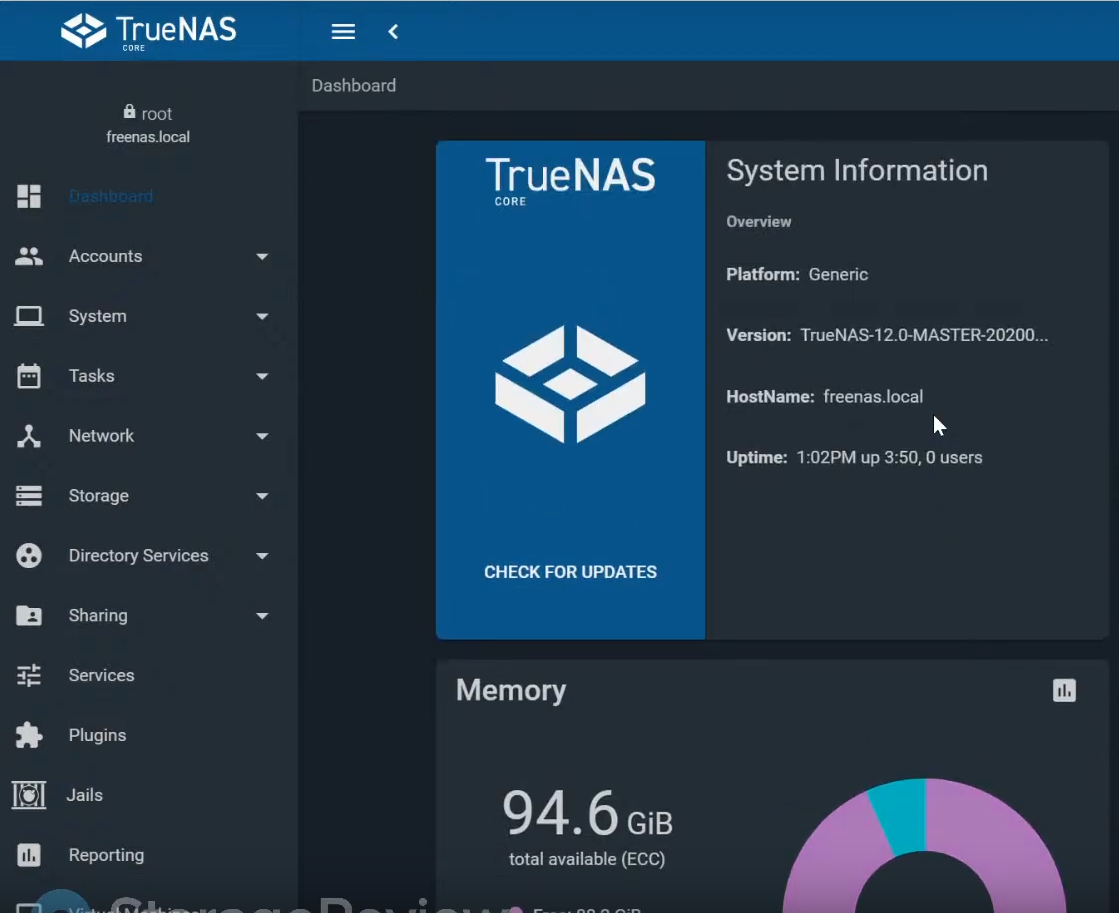 TrueNAS
CORE
Dashboard
root
freenas.local
Dashboard
Accounts
System
Tasks
Network
Storage
Directory Services
Sharing
Services
Plugins
Jails
Reporting
TrueNAS
CORE
CHECK FOR UPDATES
System Information
Overview
Platform: Generic
Version: TrueNAS-12.0-MASTER-20200...
HostName: freenas.local
Uptime: 1:02PM up 3:50, 0 users
Memory
94.6 GiB
total available (ECC)
StorageReview